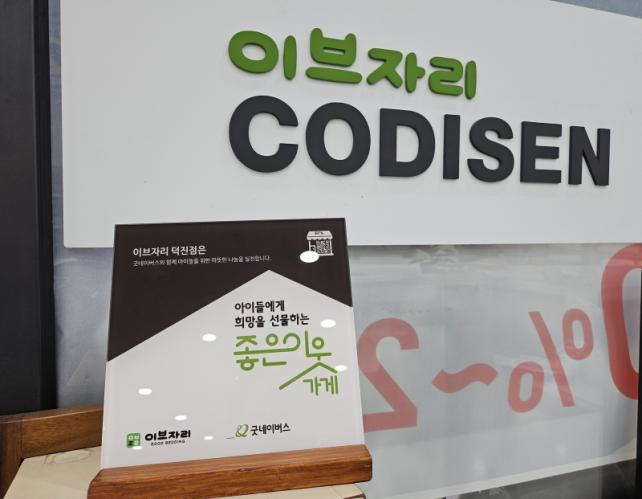 이브자리
CODISEN
이브자리 덕진점은
굿네이버스와 함께 아이들을 위한 따뜻한 나눔을 실천합니다.
아이들에게
희망을 선물하는
좋은이웃
가게
이브자리
GOOD BEDDING
굿네이버스
0%~2